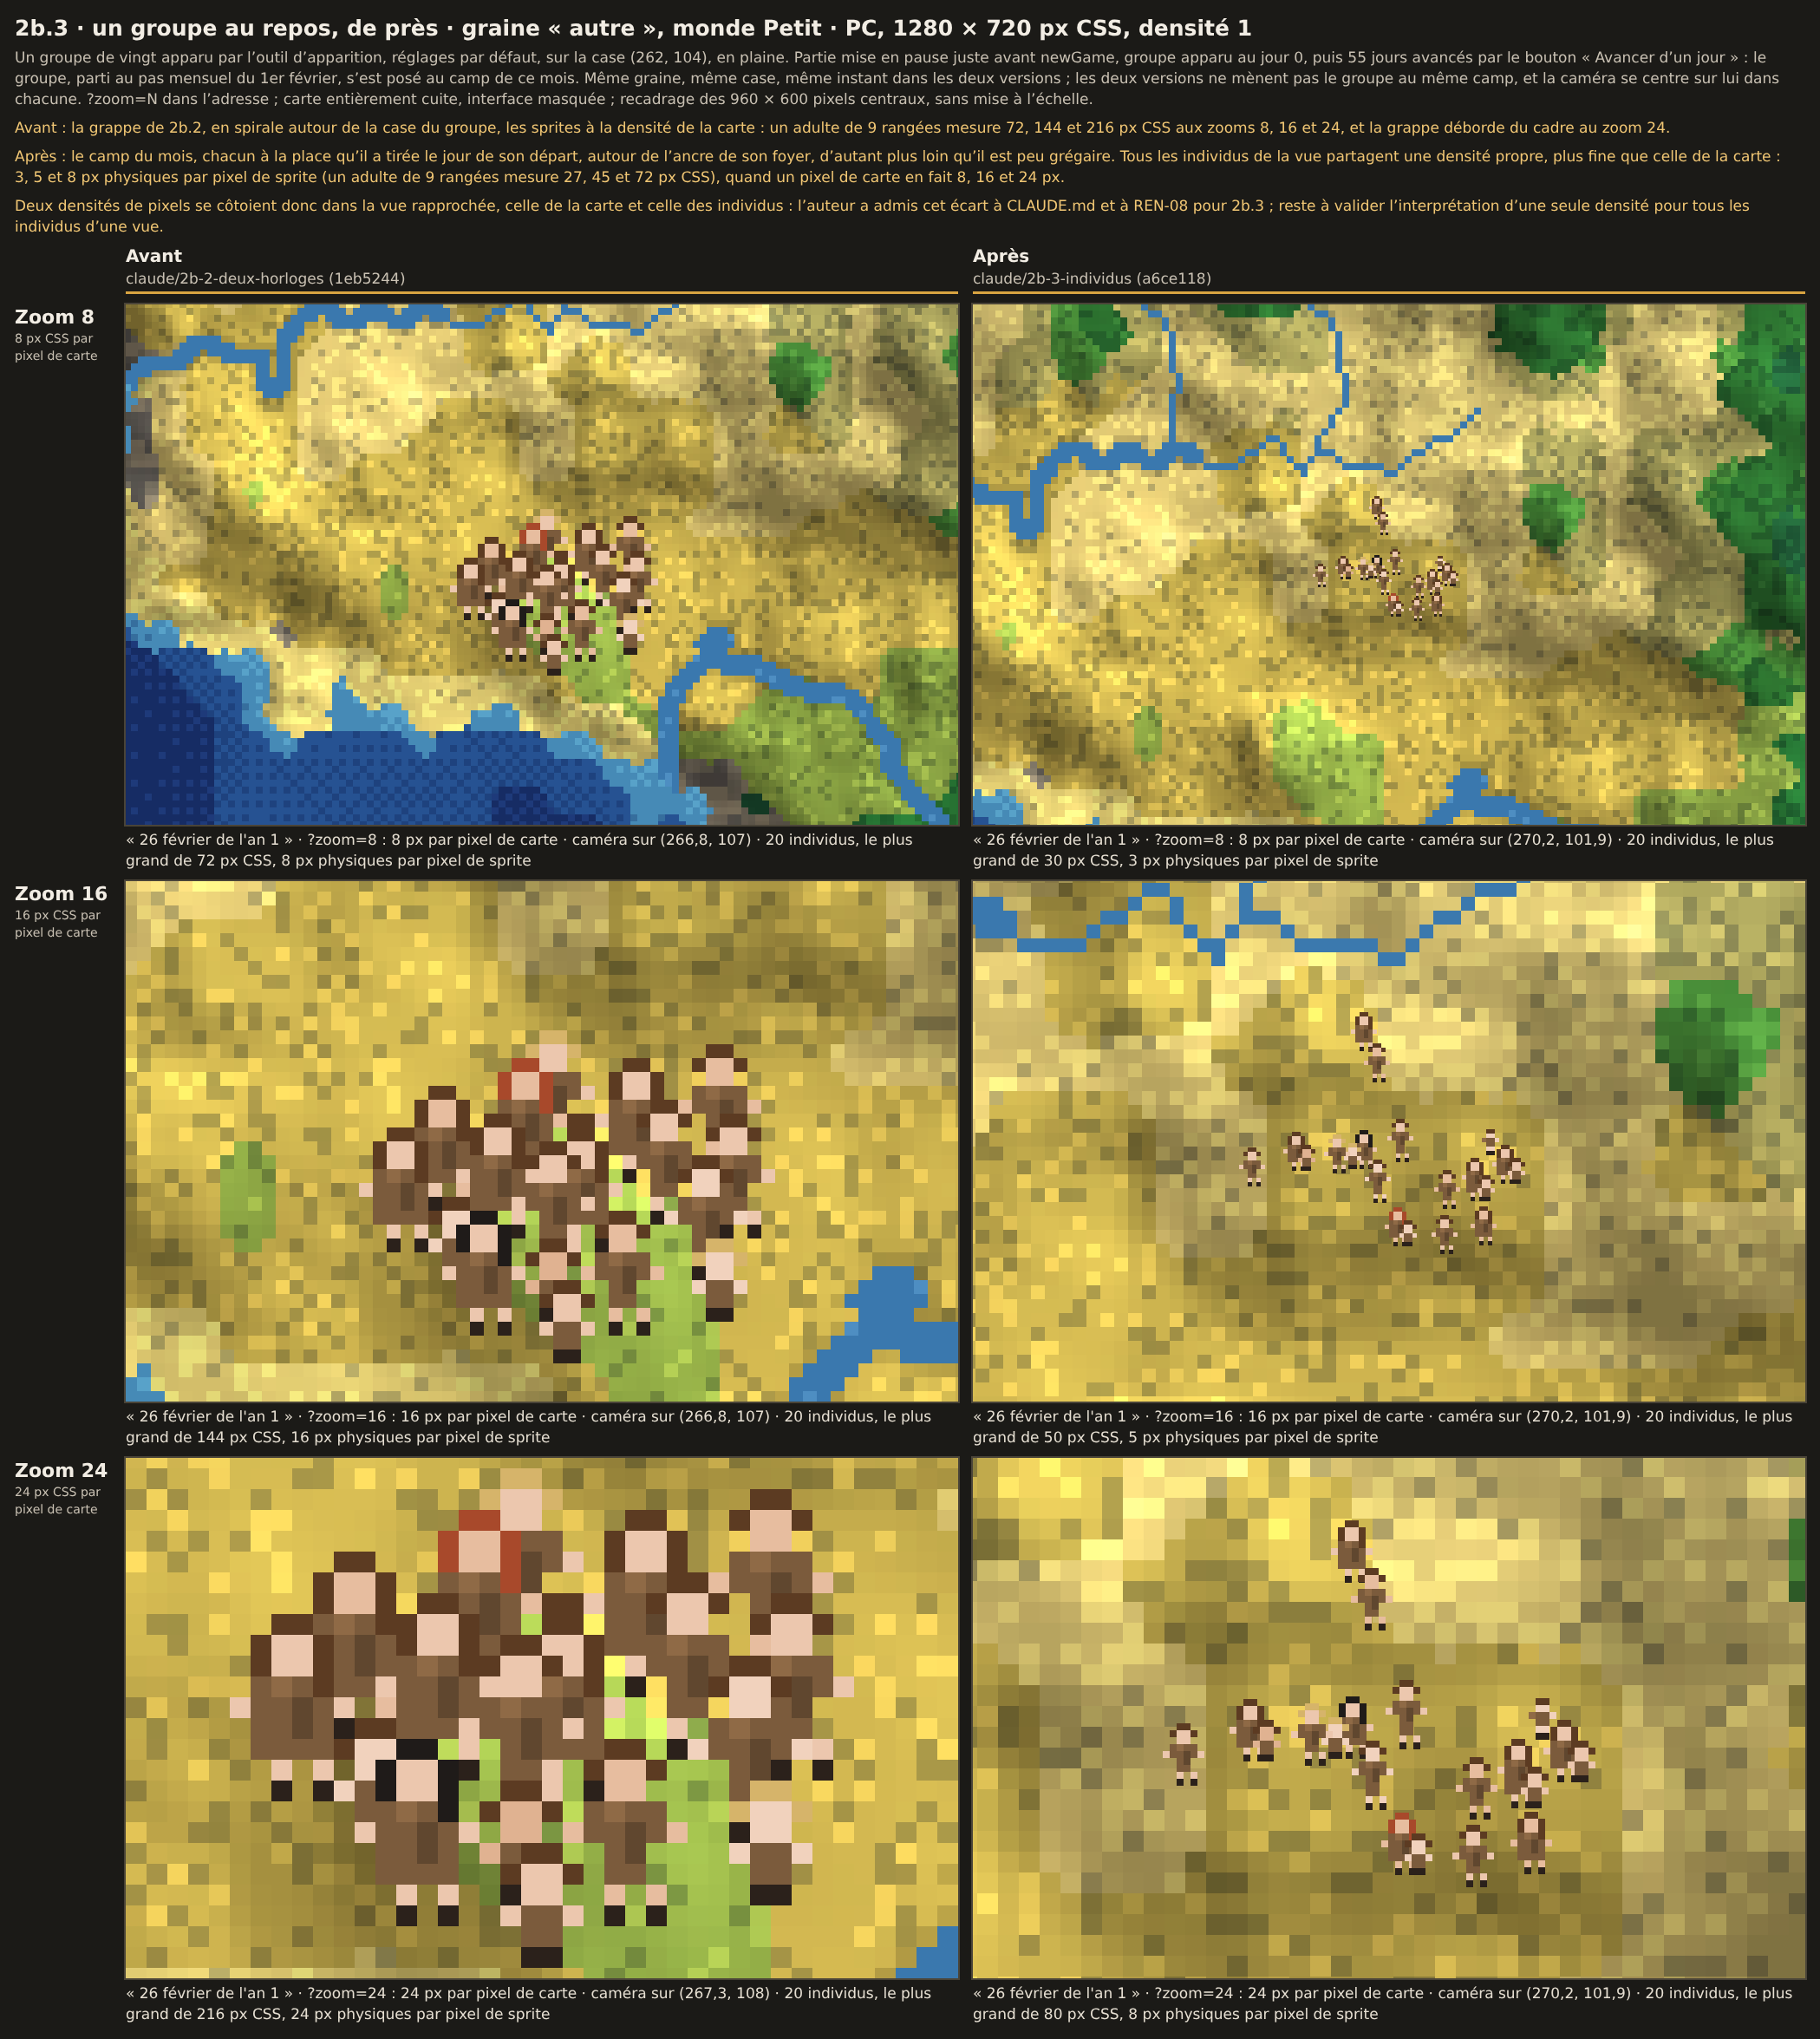 2b.3 · un groupe au repos, de près · graine « autre », monde Petit · PC, 1280 × 720 px CSS, densité 1
Un groupe de vingt apparu par l’outil d’apparition, réglages par défaut, sur la case (262, 104), en plaine. Partie mise en pause juste avant newGame, groupe apparu au jour 0, puis 55 jours avancés par le bouton « Avancer d’un jour » : le
groupe, parti au pas mensuel du 1er février, s’est posé au camp de ce mois. Même graine, même case, même instant dans les deux versions ; les deux versions ne mènent pas le groupe au même camp, et la caméra se centre sur lui dans
chacune. ?zoom=N dans l’adresse ; carte entièrement cuite, interface masquée ; recadrage des 960 × 600 pixels centraux, sans mise à l’échelle.
Avant : la grappe de 2b.2, en spirale autour de la case du groupe, les sprites à la densité de la carte : un adulte de 9 rangées mesure 72, 144 et 216 px CSS aux zooms 8, 16 et 24, et la grappe déborde du cadre au zoom 24.
Après : le camp du mois, chacun à la place qu’il a tirée le jour de son départ, autour de l’ancre de son foyer, d’autant plus loin qu’il est peu grégaire. Tous les individus de la vue partagent une densité propre, plus fine que celle de la carte :
3, 5 et 8 px physiques par pixel de sprite (un adulte de 9 rangées mesure 27, 45 et 72 px CSS), quand un pixel de carte en fait 8, 16 et 24 px.
Deux densités de pixels se côtoient donc dans la vue rapprochée, celle de la carte et celle des individus : l’auteur a admis cet écart à CLAUDE.md et à REN-08 pour 2b.3 ; reste à valider l’interprétation d’une seule densité pour tous les
individus d’une vue.
Avant
claude/2b-2-deux-horloges (1eb5244)
Après
claude/2b-3-individus (a6ce118)
Zoom 8
8 px CSS par
pixel de carte
« 26 février de l'an 1 » · ?zoom=8 : 8 px par pixel de carte · caméra sur (266,8, 107) · 20 individus, le plus
grand de 72 px CSS, 8 px physiques par pixel de sprite
« 26 février de l'an 1 » · ?zoom=8 : 8 px par pixel de carte · caméra sur (270,2, 101,9) · 20 individus, le plus
grand de 30 px CSS, 3 px physiques par pixel de sprite
Zoom 16
16 px CSS par
pixel de carte
« 26 février de l'an 1 » · ?zoom=16 : 16 px par pixel de carte · caméra sur (266,8, 107) · 20 individus, le plus
grand de 144 px CSS, 16 px physiques par pixel de sprite
« 26 février de l'an 1 » · ?zoom=16 : 16 px par pixel de carte · caméra sur (270,2, 101,9) · 20 individus, le plus
grand de 50 px CSS, 5 px physiques par pixel de sprite
Zoom 24
24 px CSS par
pixel de carte
« 26 février de l'an 1 » · ?zoom=24 : 24 px par pixel de carte · caméra sur (267,3, 108) · 20 individus, le plus
grand de 216 px CSS, 24 px physiques par pixel de sprite
« 26 février de l'an 1 » · ?zoom=24 : 24 px par pixel de carte · caméra sur (270,2, 101,9) · 20 individus, le plus
grand de 80 px CSS, 8 px physiques par pixel de sprite